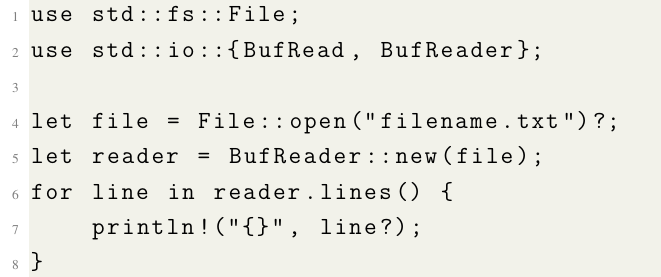 1 use std::fs::File;
2 use std::io::{BufRead, BufReader};
3
4 let file = File::open("filename.txt")?;
5 let reader = BufReader::new(file);
6 for line in reader.lines() {
7     println!("{}", line?);
8 }